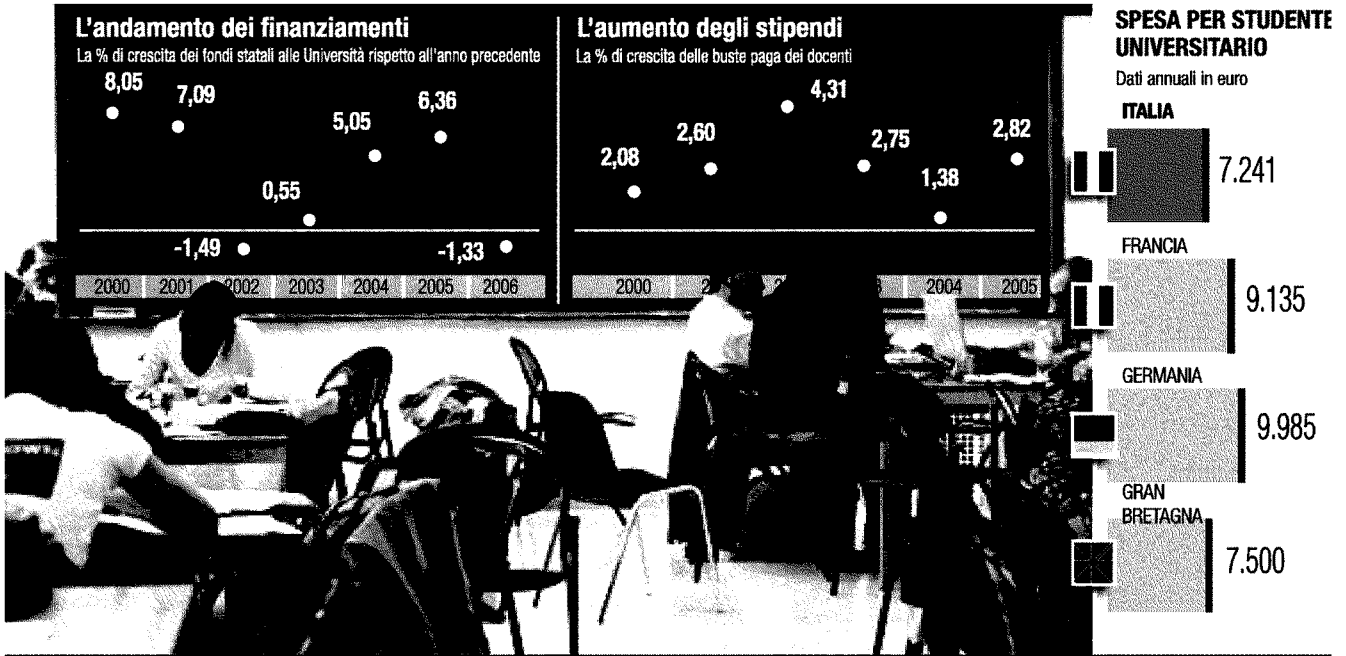 L'andamento dei finanziamenti
La % di crescita dei fondi statali alle Università rispetto all'anno precedente
8,05
7,09
-1,49
0,55
5,05
6,36
-1,33
2000 2001 2002 2003 2004 2005 2006
L'aumento degli stipendi
La % di crescita delle buste paga dei docenti
2,08
2,60
4,31
2,75
1,38
2,82
2000 2004 2005
SPESA PER STUDENTE
UNIVERSITARIO
Dati annuali in euro
ITALIA
7.241
FRANCIA
9.135
GERMANIA
9.985
GRAN
BRETAGNA
7.500